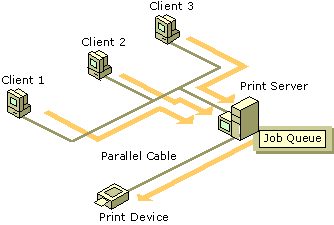 Client 3
Client 2
Client 1
Print Server
Job Queue
Parallel Cable
Print Device